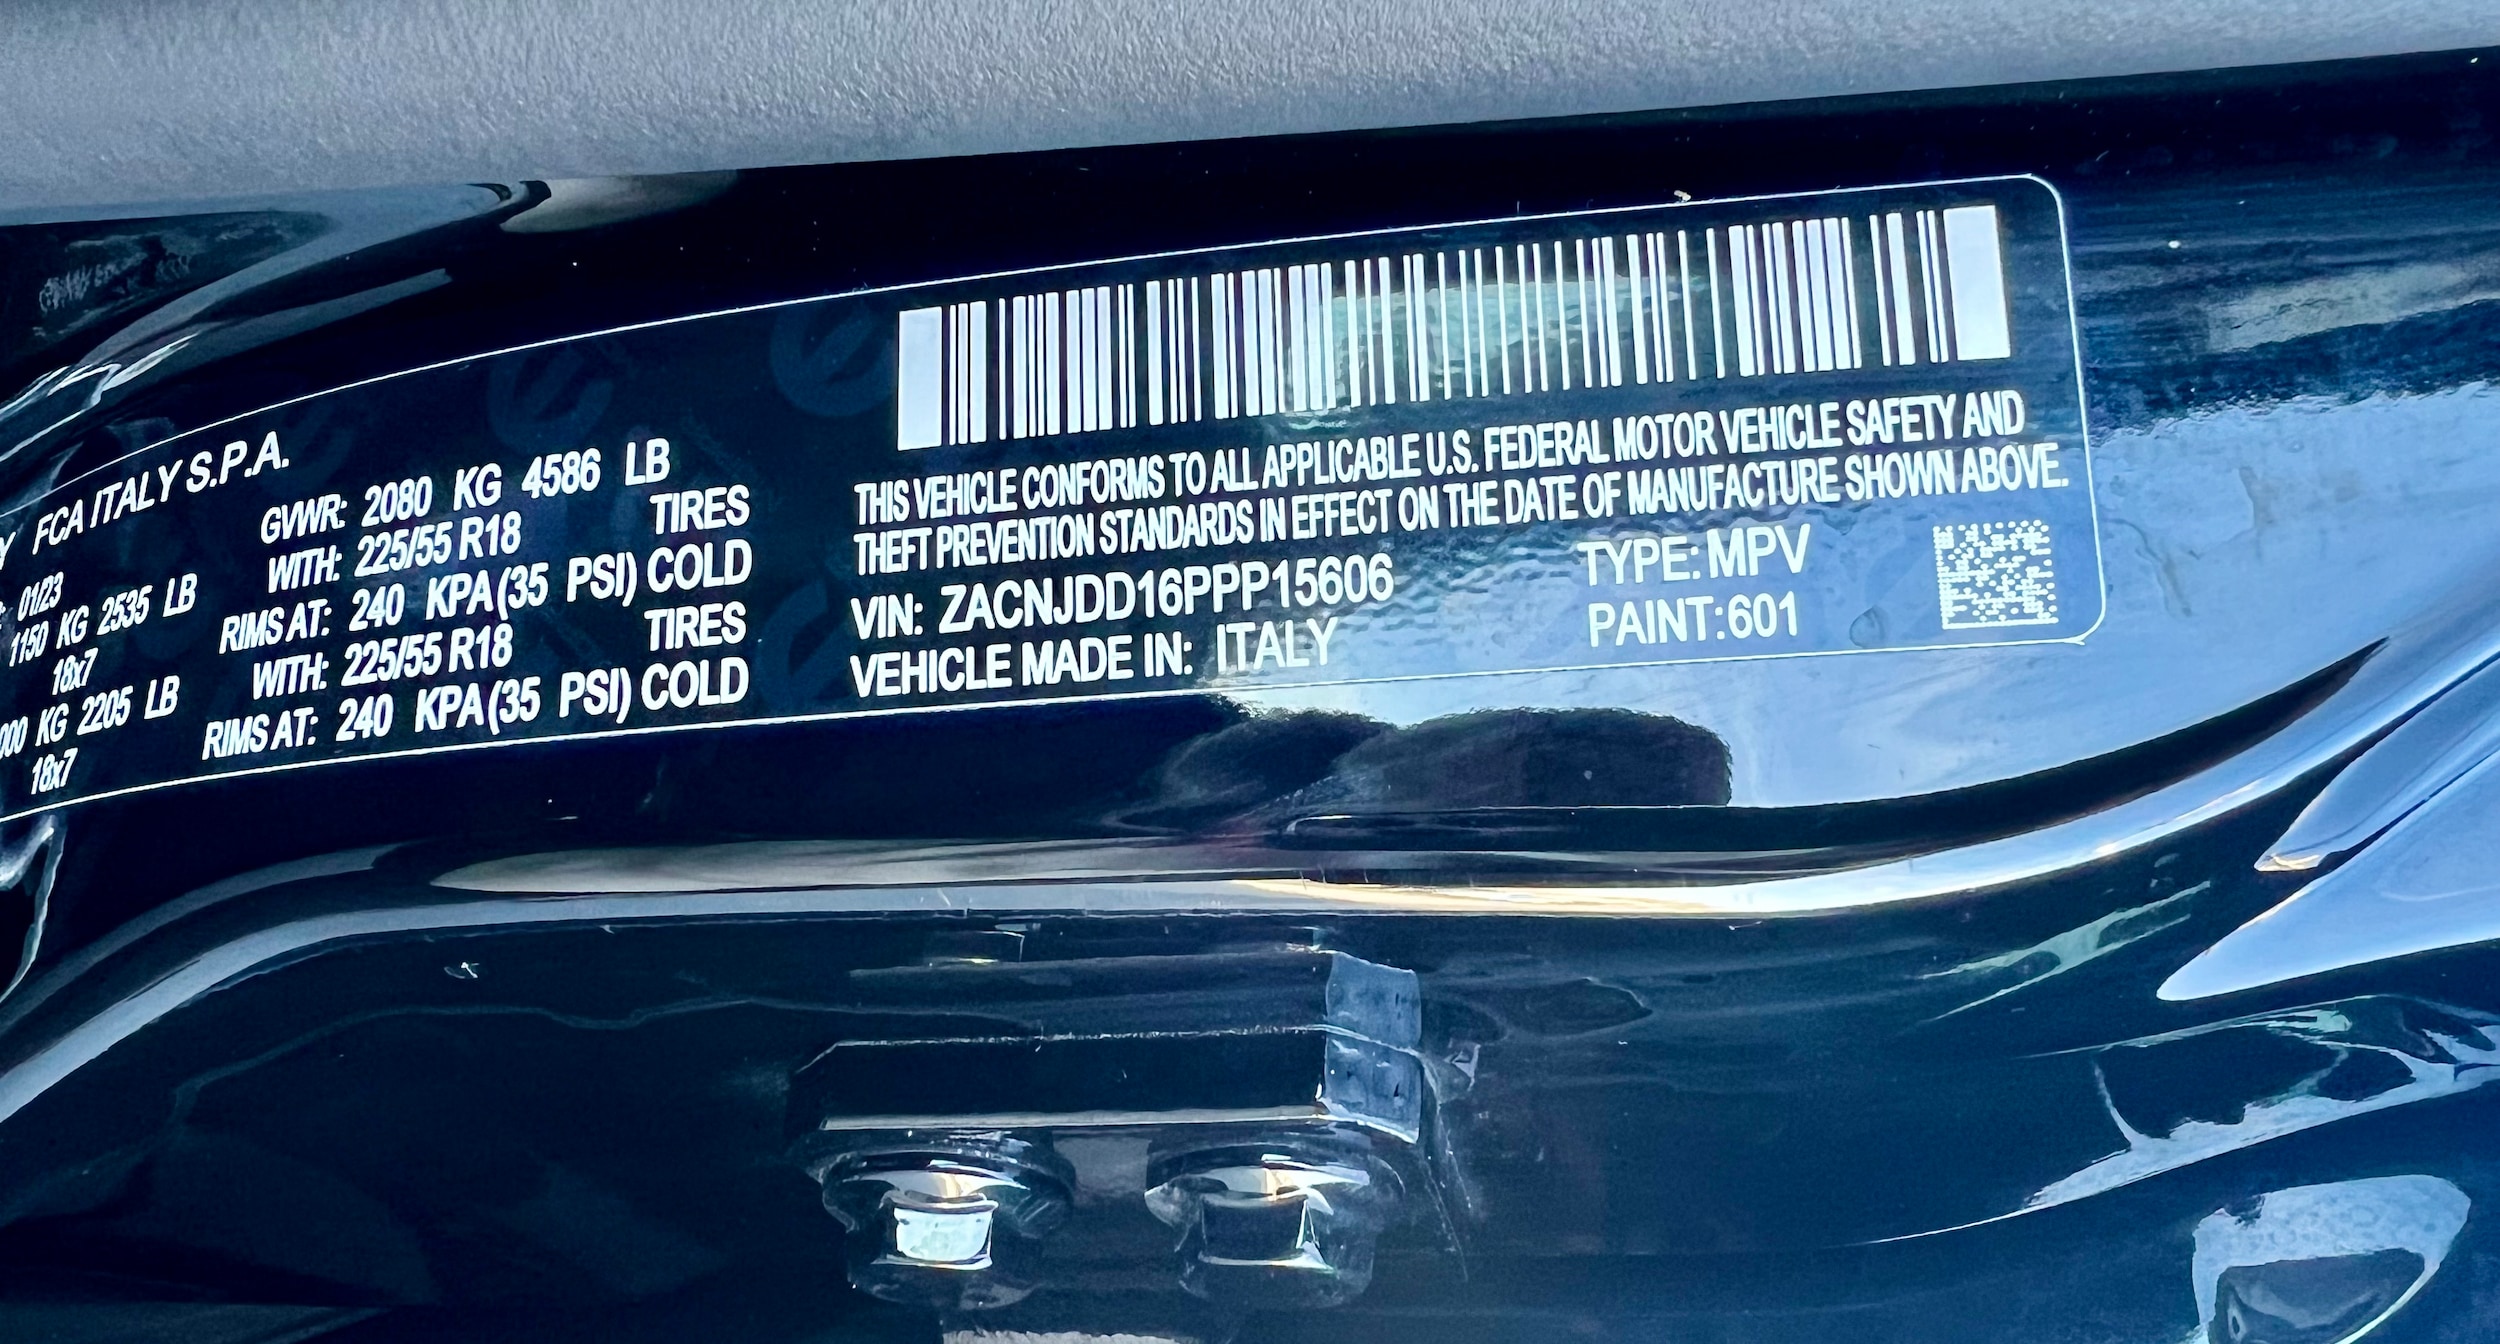 FCA ITALY S.P.A.
01/23
GVWR: 2080 KG 4586 LB
1150 KG 2535 LB WITH: 225/55 R18 TIRES
18x7 RIMS AT: 240 KPA(35 PSI) COLD
KG 2205 LB WITH: 225/55 R18 TIRES
18x7 RIMS AT: 240 KPA(35 PSI) COLD
THIS VEHICLE CONFORMS TO ALL APPLICABLE U.S. FEDERAL MOTOR VEHICLE SAFETY AND
THEFT PREVENTION STANDARDS IN EFFECT ON THE DATE OF MANUFACTURE SHOWN ABOVE.
VIN: ZACNJDD16PPP15606 TYPE: MPV
VEHICLE MADE IN: ITALY PAINT:601